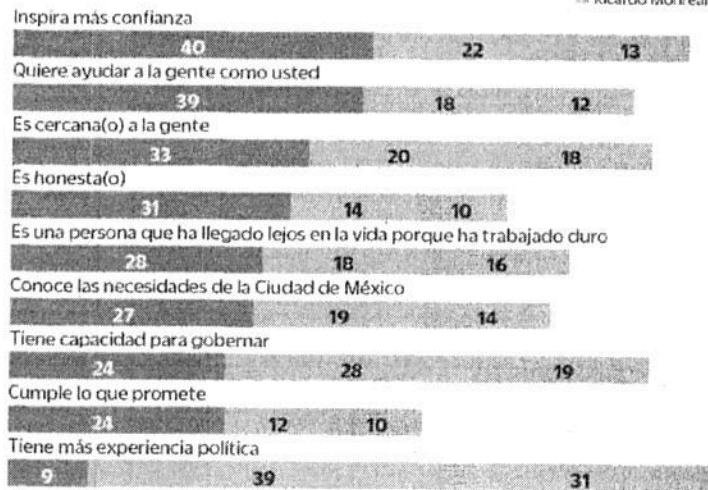 Ricardo Monreal
Inspira más confianza
40 22 13
Quiere ayudar a la gente como usted
39 18 12
Es cercana(o) a la gente
33 20 18
Es honesta(o)
31 14 10
Es una persona que ha llegado lejos en la vida porque ha trabajado duro
28 18 16
Conoce las necesidades de la Ciudad de México
27 19 14
Tiene capacidad para gobernar
24 28 19
Cumple lo que promete
24 12 10
Tiene más experiencia política
9 39 31